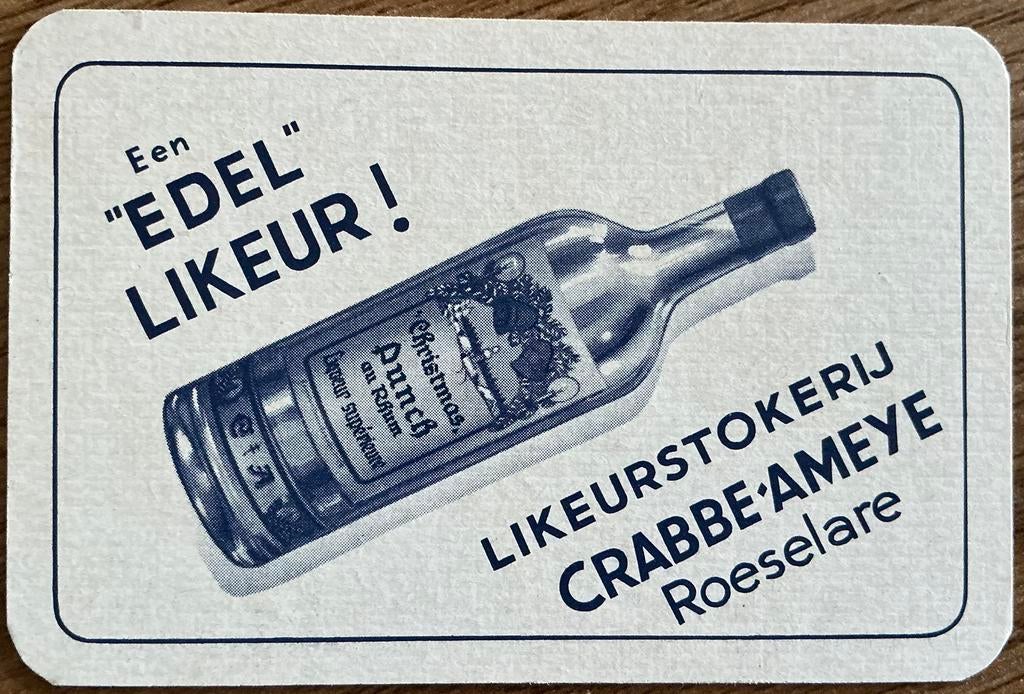 Een
"EDEL"
LIKEUR !
"Christmas"
Punch
au Rhum
Liqueur supérieure
C + A
LIKEURSTOKERIJ
CRABBE-AMEYE
Roeselare